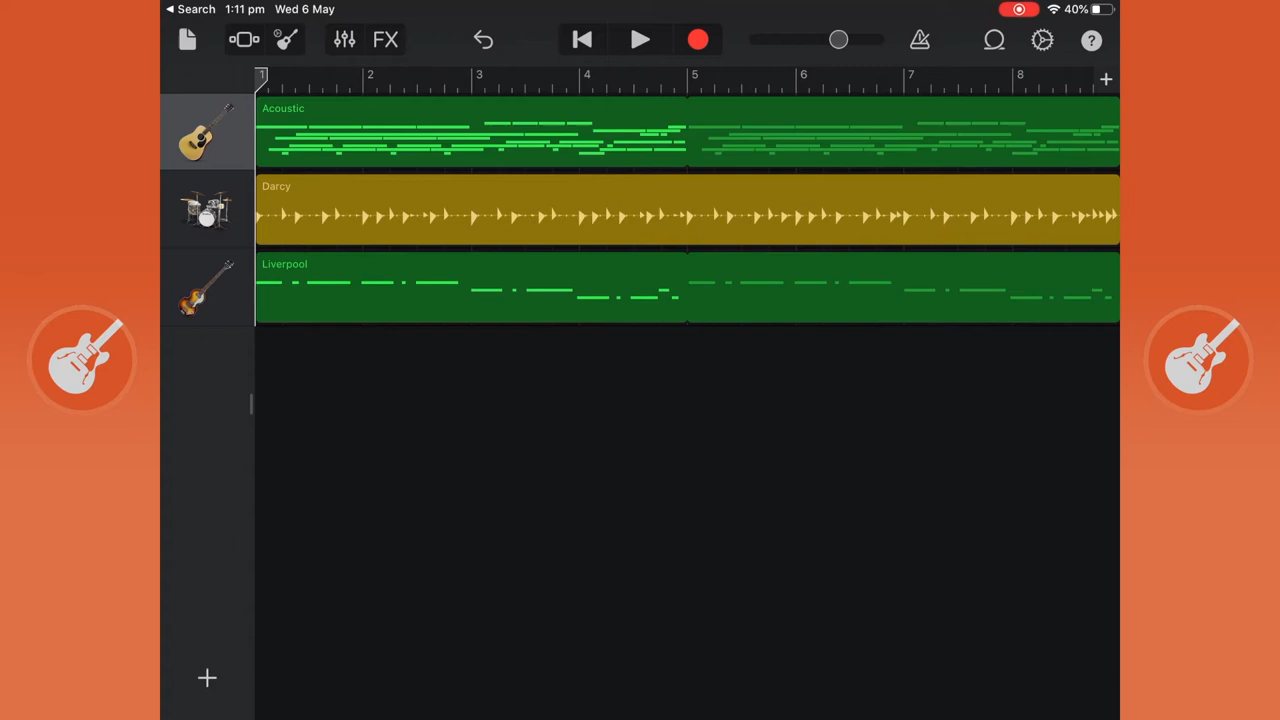 Search 1:11 pm Wed 6 May 40%
FX ?
1 2 3 4 5 6 7 8 +
Acoustic
Darcy
Liverpool